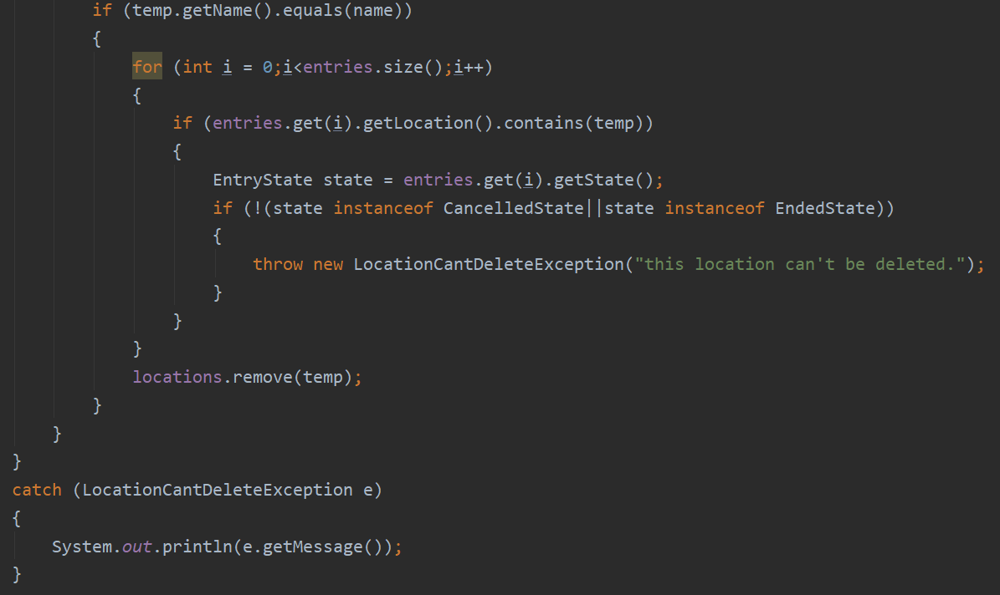 if (temp.getName().equals(name))
{
for (int i = 0;i<entries.size();i++)
{
if (entries.get(i).getLocation().contains(temp))
{
EntryState state = entries.get(i).getState();
if (!(state instanceof CancelledState||state instanceof EndedState))
{
throw new LocationCantDeleteException("this location can't be deleted.");
}
}
}
locations.remove(temp);
}
}
}
catch (LocationCantDeleteException e)
{
System.out.println(e.getMessage());
}